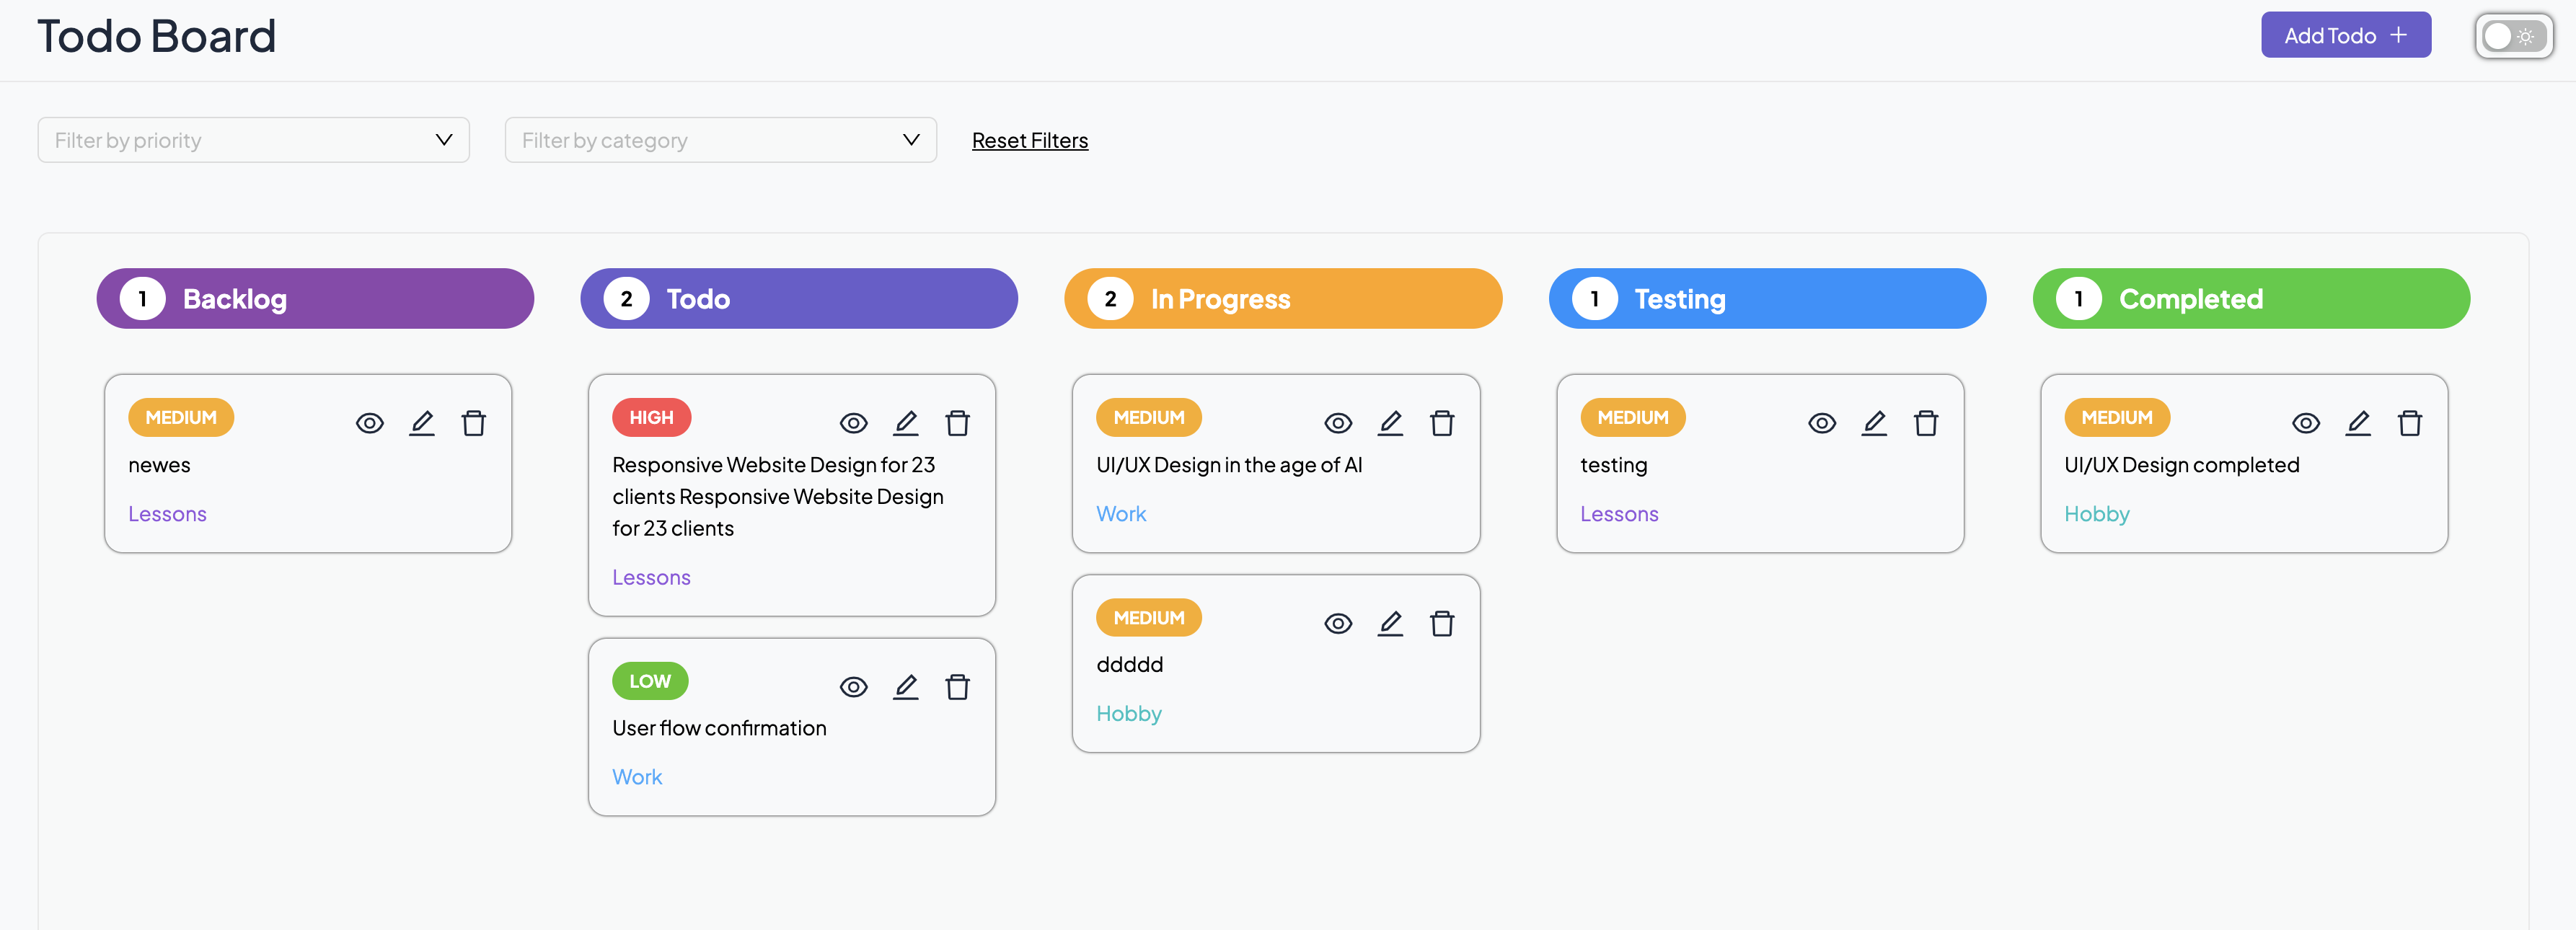 Todo Board
Add Todo +
Filter by priority
Filter by category
Reset Filters
1 Backlog
MEDIUM
newes
Lessons
2 Todo
HIGH
Responsive Website Design for 23
clients Responsive Website Design
for 23 clients
Lessons
LOW
User flow confirmation
Work
2 In Progress
MEDIUM
UI/UX Design in the age of AI
Work
MEDIUM
ddddd
Hobby
1 Testing
MEDIUM
testing
Lessons
1 Completed
MEDIUM
UI/UX Design completed
Hobby